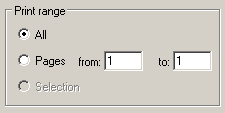 Print range
All
Pages from: 1 to: 1
Selection